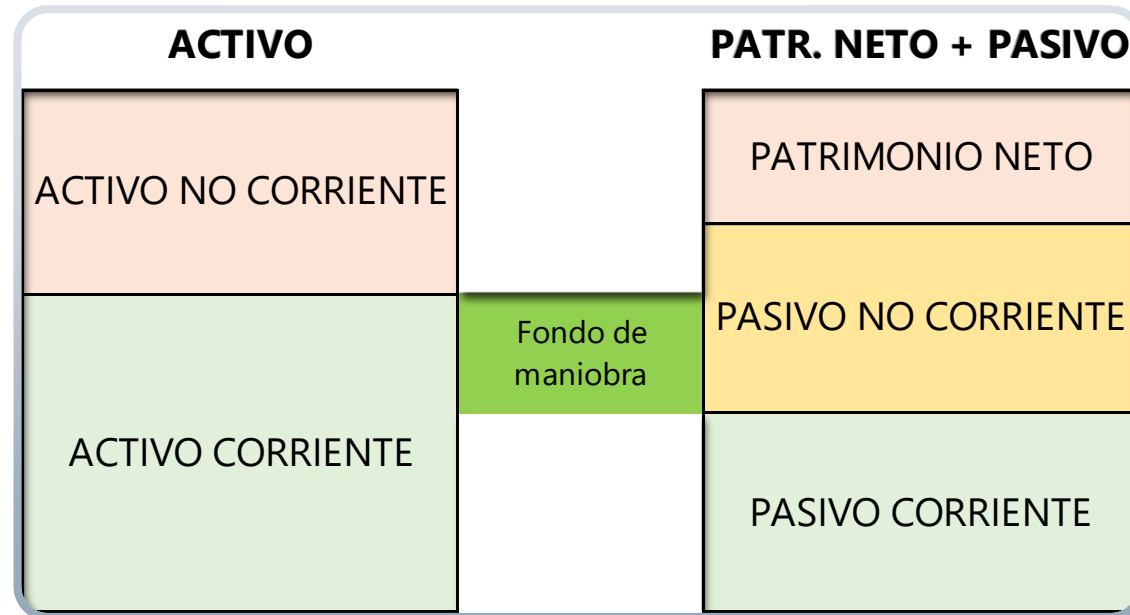 ACTIVO
PATR. NETO + PASIVO
ACTIVO NO CORRIENTE
PATRIMONIO NETO
Fondo de
maniobra
PASIVO NO CORRIENTE
ACTIVO CORRIENTE
PASIVO CORRIENTE